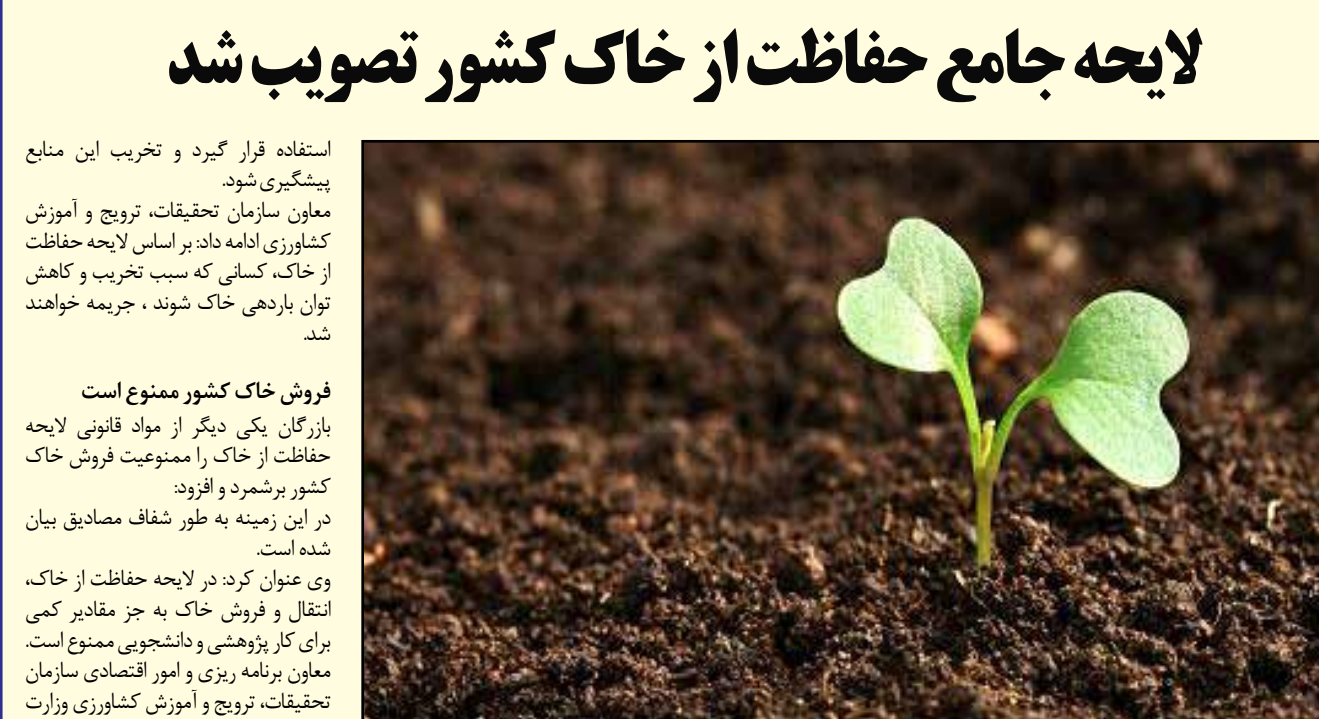 لایحه جامع حفاظت از خاک کشور تصویب شد
استفاده قرار گیرد و تخریب این منابع
پیشگیری شود.
معاون سازمان تحقیقات، ترویج و آموزش
کشاورزی ادامه داد: بر اساس لایحه حفاظت
از خاک، کسانی که سبب تخریب و کاهش
توان باردهی خاک شوند ، جریمه خواهند
شد.
فروش خاک کشور ممنوع است
بازرگان یکی دیگر از مواد قانونی لایحه
حفاظت از خاک را ممنوعیت فروش خاک
کشور برشمرد و افزود:
در این زمینه به طور شفاف مصادیق بیان
شده است.
وی عنوان کرد: در لایحه حفاظت از خاک،
انتقال و فروش خاک به جز مقادیر کمی
برای کار پژوهشی و دانشجویی ممنوع است.
معاون برنامه ریزی و امور اقتصادی سازمان
تحقیقات، ترویج و آموزش کشاورزی وزارت